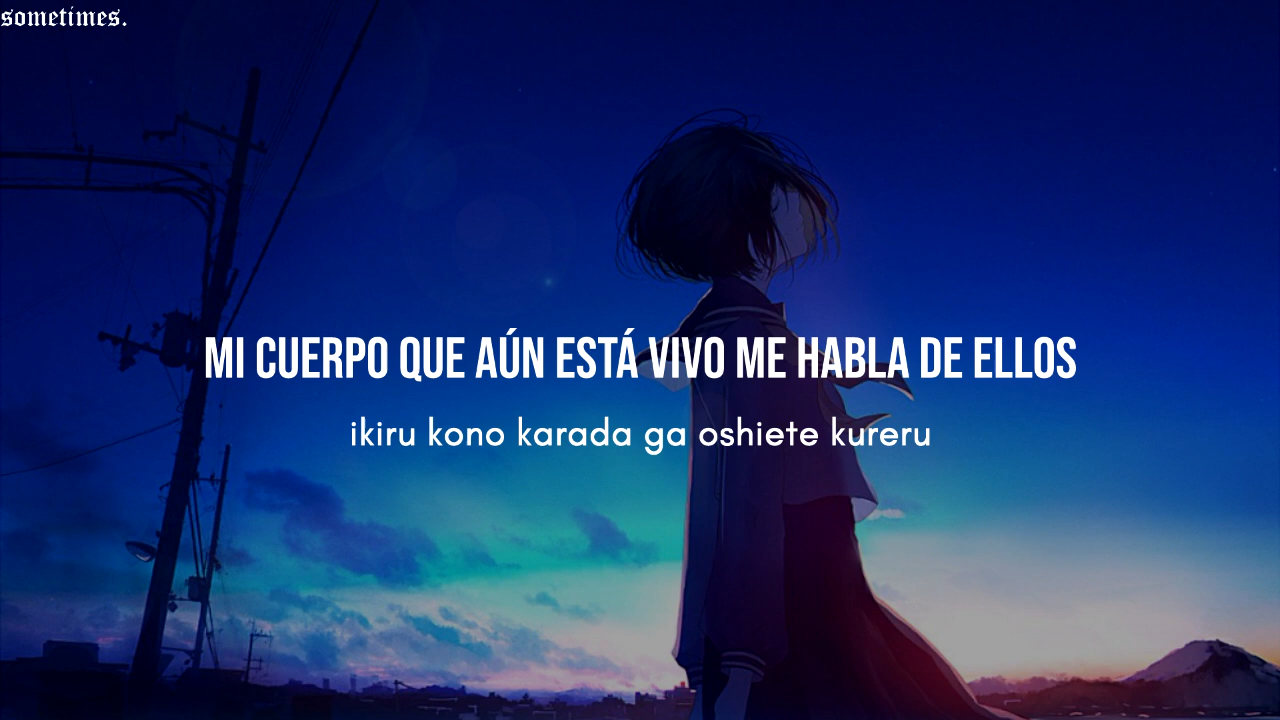 sometimes.
MI CUERPO QUE AÚN ESTÁ VIVO ME HABLA DE ELLOS
ikiru kono karada ga oshiete kureru